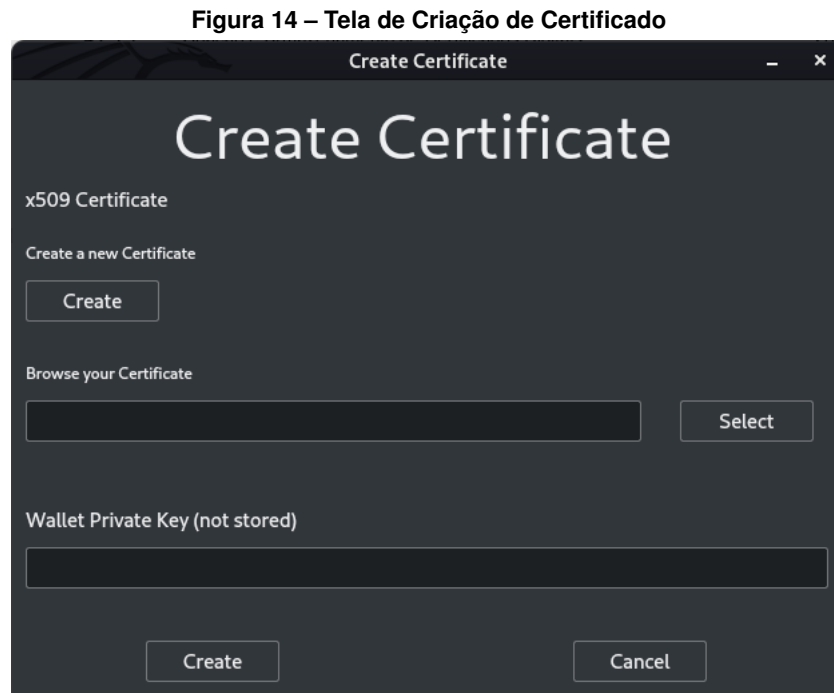 Figura 14 – Tela de Criação de Certificado
Create Certificate
Create Certificate
x509 Certificate
Create a new Certificate
Create
Browse your Certificate
Select
Wallet Private Key (not stored)
Create Cancel